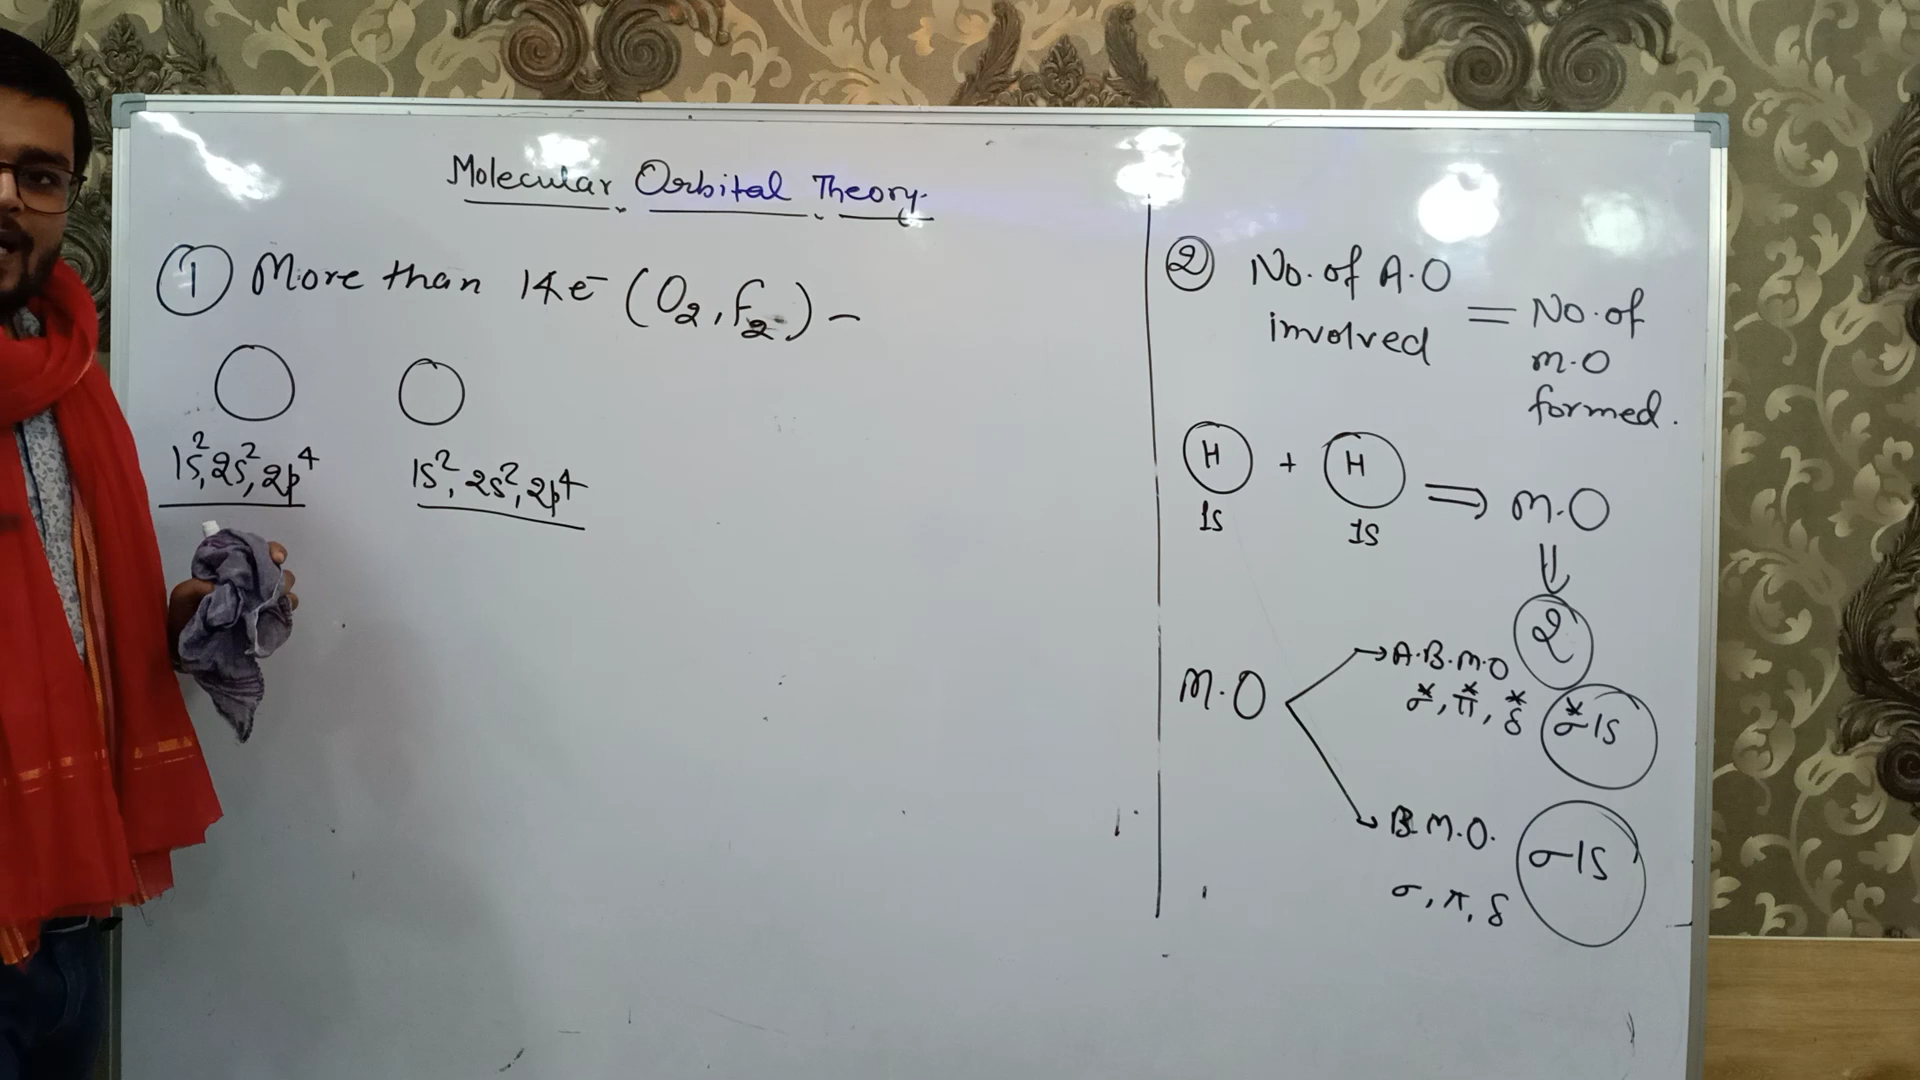 Molecular Orbital Theory.
① More than 14e⁻ (O₂, F₂) –
1s², 2s², 2p⁴
1s², 2s², 2p⁴
② No. of A.O
involved
= No. of
M.O
formed.
H + H ⇒ M.O
1s 1s
⇓
2
M.O
→ A.B.M.O
σ*, π*, δ*
σ*1s
→ B.M.O.
σ1s
σ, π, δ